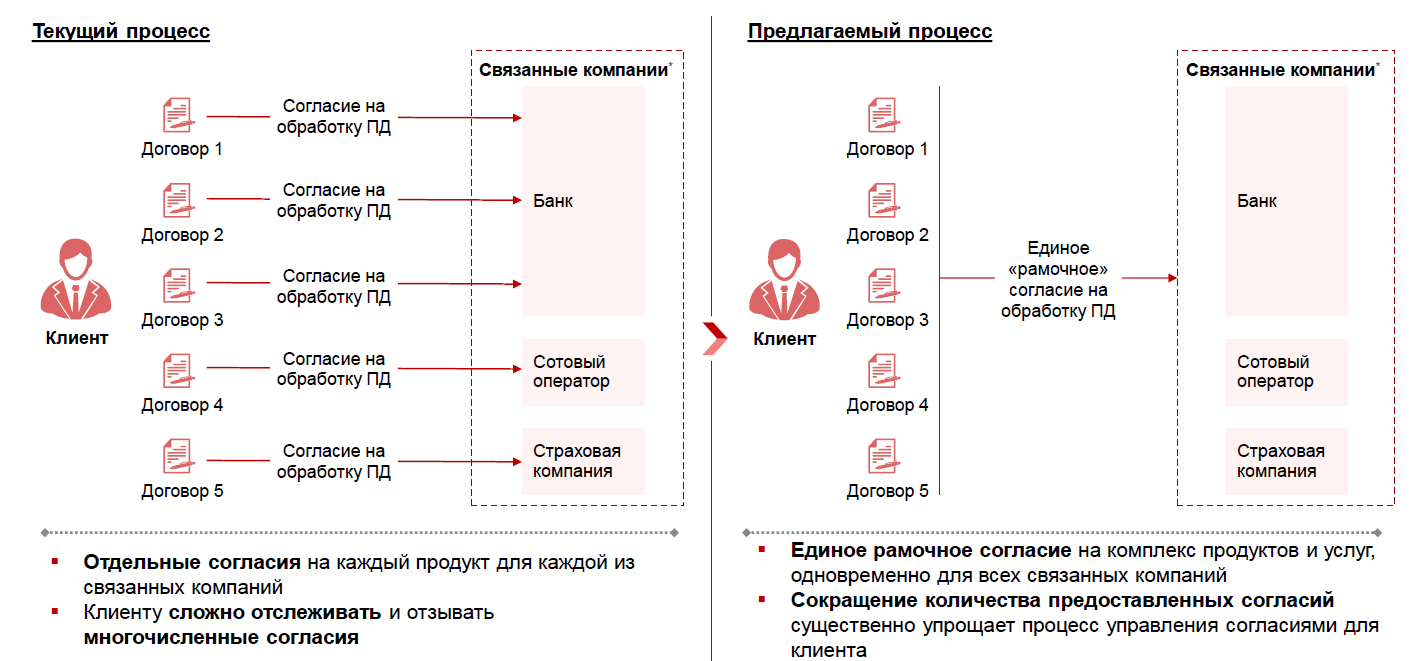 Текущий процесс
Связанные компании*
Согласие на
обработку ПД
Договор 1
Согласие на
обработку ПД
Договор 2
Банк
Согласие на
обработку ПД
Договор 3
Клиент
Согласие на
обработку ПД
Договор 4
Сотовый
оператор
Согласие на
обработку ПД
Договор 5
Страховая
компания
▪ Отдельные согласия на каждый продукт для каждой из
связанных компаний
▪ Клиенту сложно отслеживать и отзывать
многочисленные согласия
Предлагаемый процесс
Связанные компании*
Договор 1
Договор 2
Договор 3
Клиент
Договор 4
Договор 5
Единое
«рамочное»
согласие на
обработку ПД
Банк
Сотовый
оператор
Страховая
компания
▪ Единое рамочное согласие на комплекс продуктов и услуг,
одновременно для всех связанных компаний
▪ Сокращение количества предоставленных согласий
существенно упрощает процесс управления согласиями для
клиента